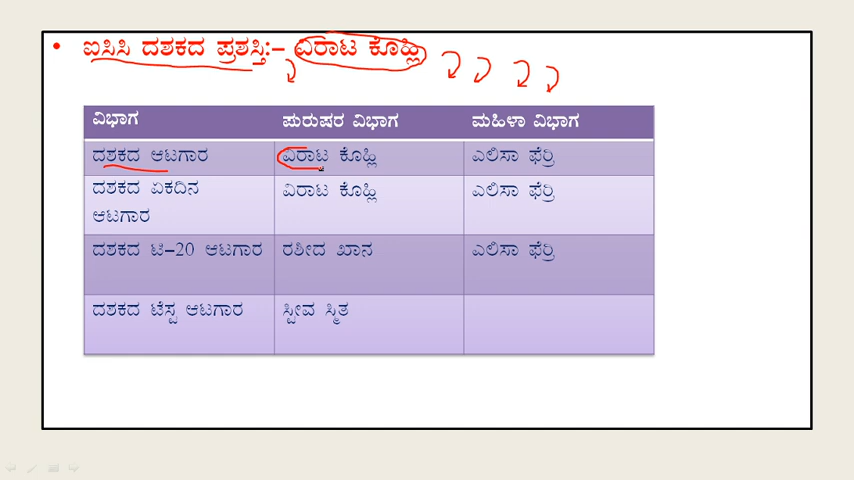 • ಐಸಿಸಿ ದಶಕದ ಪ್ರಶಸ್ತಿ:– ವಿರಾಟ ಕೊಹ್ಲಿ
ವಿಭಾಗ ಪುರುಷರ ವಿಭಾಗ ಮಹಿಳಾ ವಿಭಾಗ
ದಶಕದ ಆಟಗಾರ ವಿರಾಟ ಕೊಹ್ಲಿ ಎಲಿಸಾ ಫೆರ್ರಿ
ದಶಕದ ಏಕದಿನ ವಿರಾಟ ಕೊಹ್ಲಿ ಎಲಿಸಾ ಫೆರ್ರಿ
ಆಟಗಾರ
ದಶಕದ ಟಿ–20 ಆಟಗಾರ ರಶೀದ ಖಾನ ಎಲಿಸಾ ಫೆರ್ರಿ
ದಶಕದ ಟೆಸ್ಟ ಆಟಗಾರ ಸ್ಟೀವ ಸ್ಮಿತ